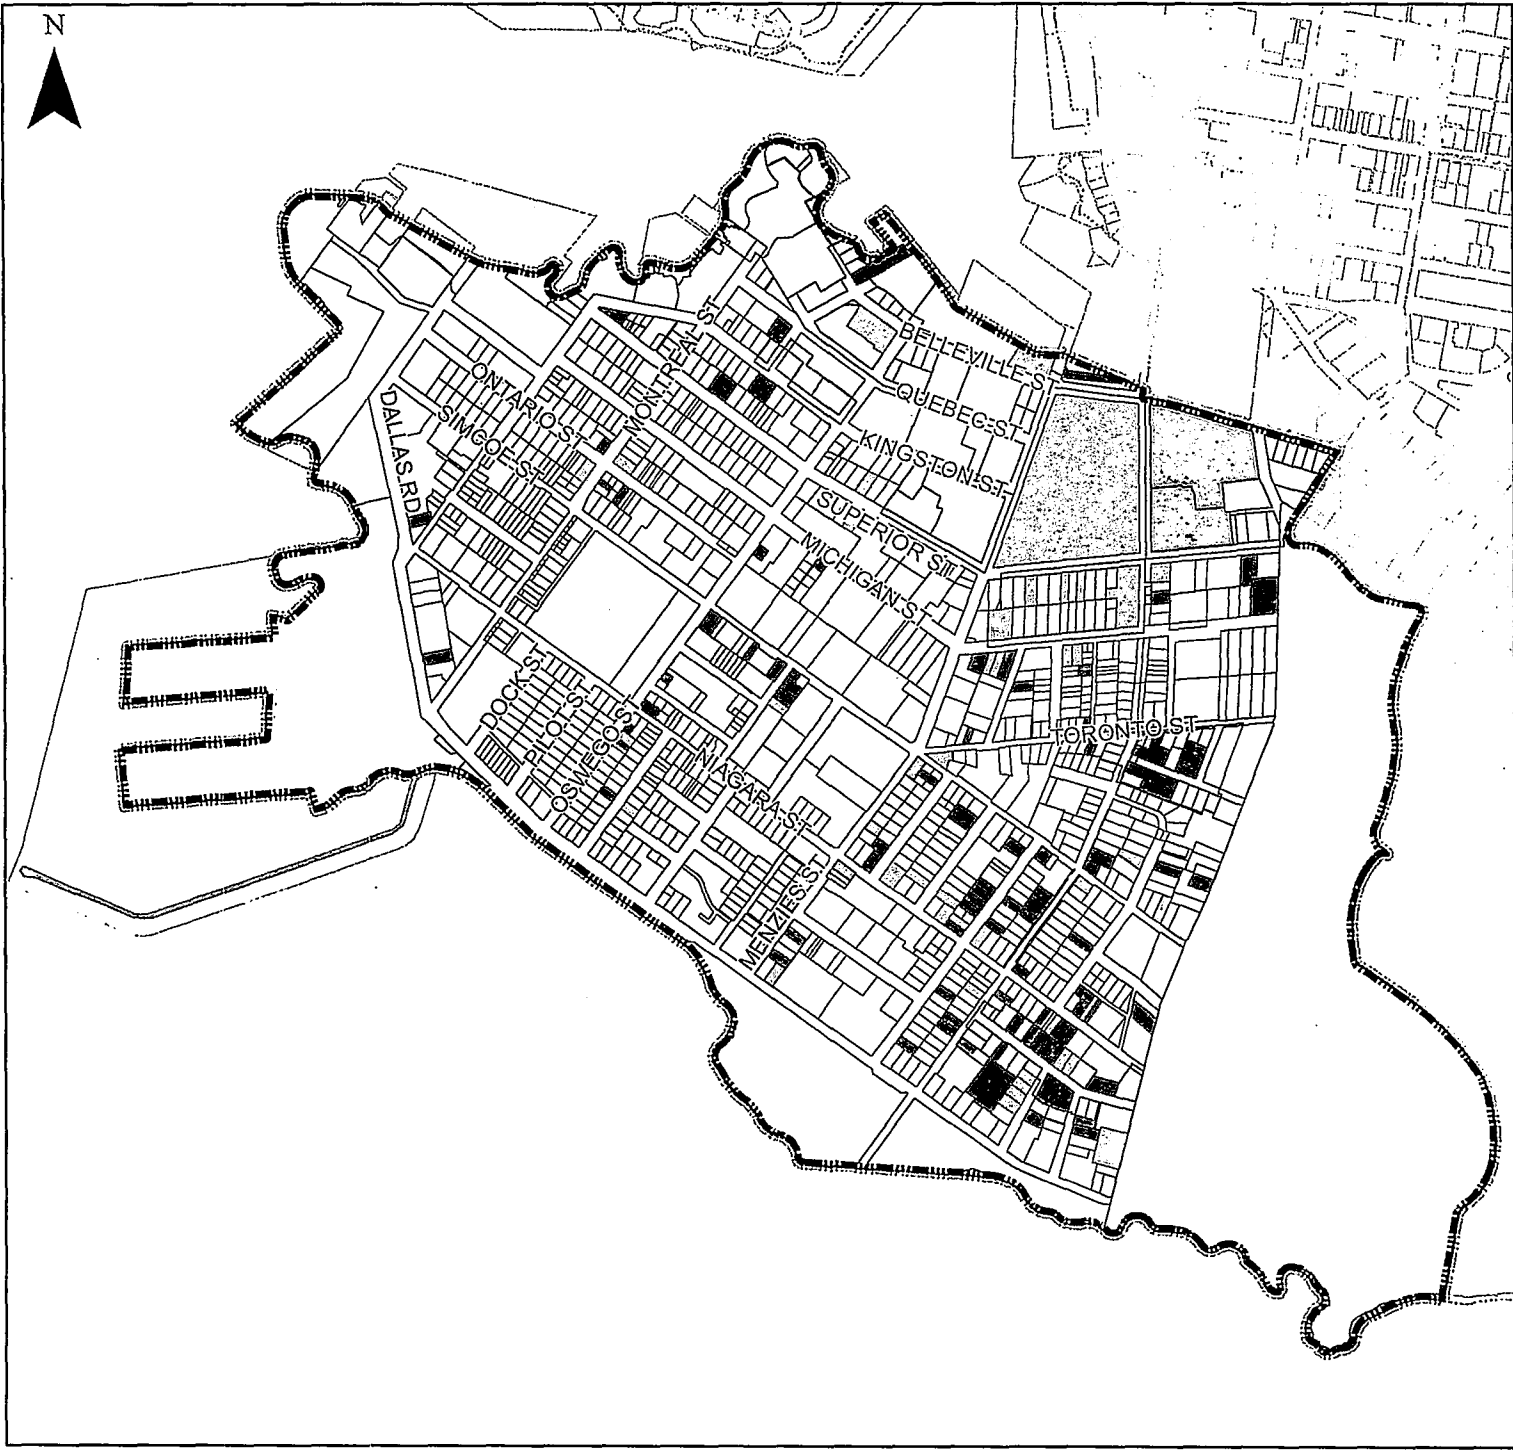 N
BELLEVILLE ST
MONTREAL ST
QUEBEC ST
ONTARIO ST
DALLAS RD
SIMCOE ST
KINGSTON ST
SUPERIOR ST
MICHIGAN ST
DOCK ST
PILOT ST
OSWEGO ST
TORONTO ST
NIAGARA ST
MENZIES ST